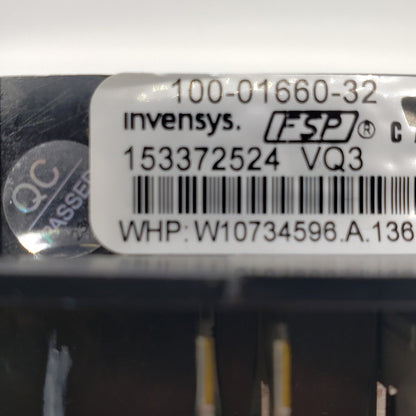 QC
PASSED
100-01660-32
invensys. FSP® C
153372524 VQ3
WHP: W10734596.A.136